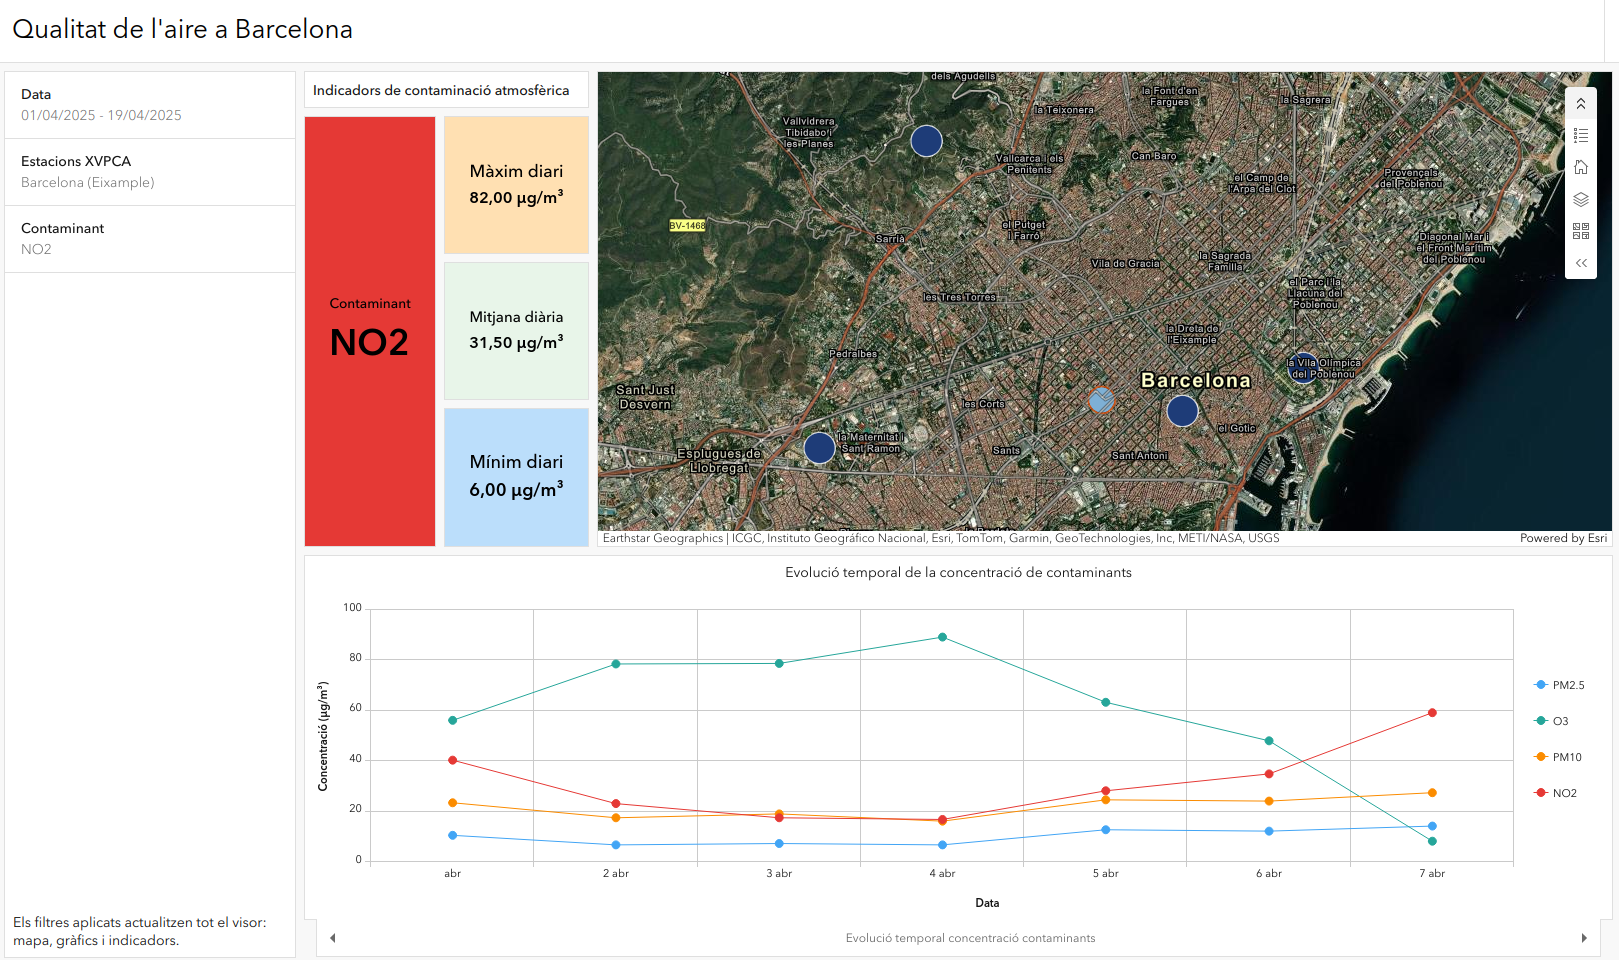 Qualitat de l'aire a Barcelona
Data
01/04/2025 - 19/04/2025
Estacions XVPCA
Barcelona (Eixample)
Contaminant
NO2
Els filtres aplicats actualitzen tot el visor:
mapa, gràfics i indicadors.
Indicadors de contaminació atmosfèrica
Contaminant
NO2
Màxim diari
82,00 µg/m³
Mitjana diària
31,50 µg/m³
Mínim diari
6,00 µg/m³
dels Agudells
la Teixonera
la Font d'en
Fargues
la Sagrera
Vallvidrera
Tibidabo i
les Planes
Vallcarca i els
Penitents
Can Baro
el Camp de
l'Arpa del Clot
Provençals
del Poblenou
BV-1468
Sarrià
el Putget
i Farró
Vila de Gracia
la Sagrada
Familla
Diagonal Mar i
el Front Marítim
del Poblenou
el Parc i la
Llacuna del
Poblenou
les Tres Torres
la Dreta de
l'Eixample
Pedralbes
la Vila Olímpica
del Poblenou
Barcelona
Sant Just
Desvern
les Corts
el Gotic
la Maternitat i
Sant Ramon
Sants
Sant Antoni
Esplugues de
Llobregat
Earthstar Geographics | ICGC, Instituto Geográfico Nacional, Esri, TomTom, Garmin, GeoTechnologies, Inc, METI/NASA, USGS
Powered by Esri
Evolució temporal de la concentració de contaminants
Concentració (µg/m³)
100
80
60
40
20
0
abr
2 abr
3 abr
4 abr
5 abr
6 abr
7 abr
Data
PM2.5
O3
PM10
NO2
Evolució temporal concentració contaminants